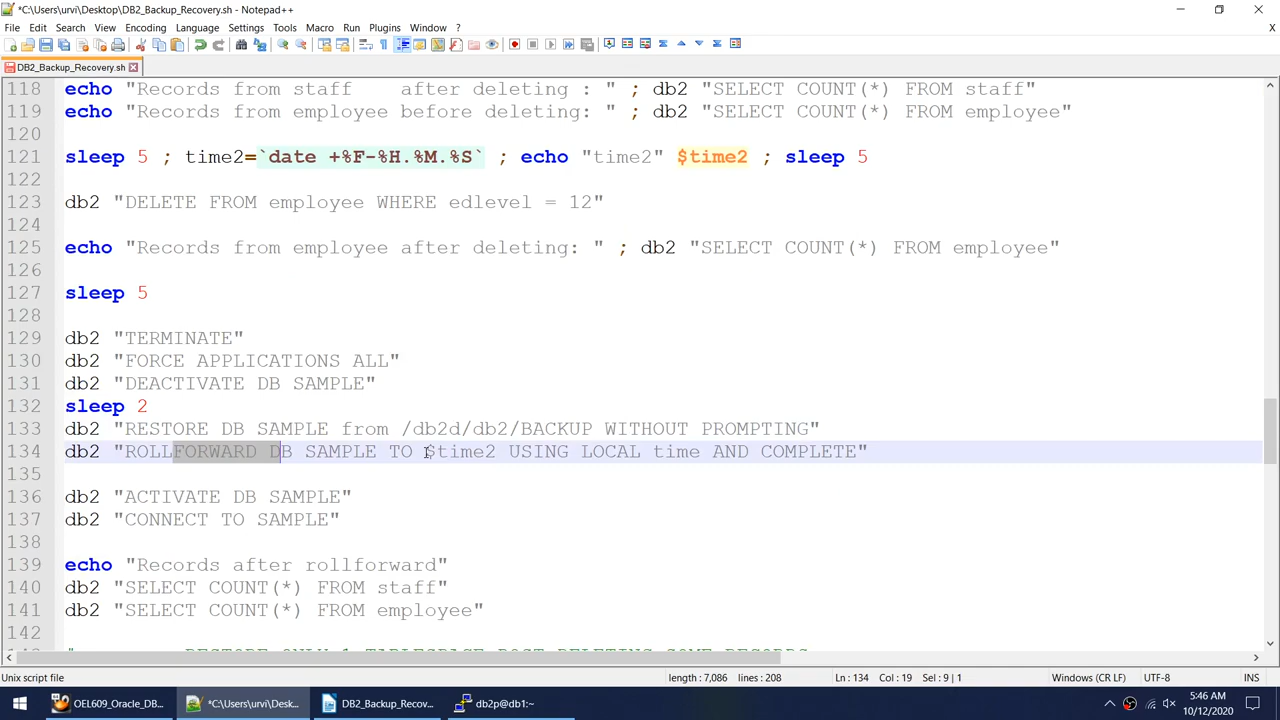 *C:\Users\urvi\Desktop\DB2_Backup_Recovery.sh - Notepad++
File Edit Search View Encoding Language Settings Tools Macro Run Plugins Window ?
DB2_Backup_Recovery.sh
118 echo "Records from staff    after deleting : " ; db2 "SELECT COUNT(*) FROM staff"
119 echo "Records from employee before deleting: " ; db2 "SELECT COUNT(*) FROM employee"
120
121 sleep 5 ; time2=`date +%F-%H.%M.%S` ; echo "time2" $time2 ; sleep 5
122
123 db2 "DELETE FROM employee WHERE edlevel = 12"
124
125 echo "Records from employee after deleting: " ; db2 "SELECT COUNT(*) FROM employee"
126
127 sleep 5
128
129 db2 "TERMINATE"
130 db2 "FORCE APPLICATIONS ALL"
131 db2 "DEACTIVATE DB SAMPLE"
132 sleep 2
133 db2 "RESTORE DB SAMPLE from /db2d/db2/BACKUP WITHOUT PROMPTING"
134 db2 "ROLLFORWARD DB SAMPLE TO $time2 USING LOCAL time AND COMPLETE"
135
136 db2 "ACTIVATE DB SAMPLE"
137 db2 "CONNECT TO SAMPLE"
138
139 echo "Records after rollforward"
140 db2 "SELECT COUNT(*) FROM staff"
141 db2 "SELECT COUNT(*) FROM employee"
142
RESTORE ONLY 1 TABLESPACE POST DELETING SOME RECORDS
Unix script file length : 7,086 lines : 208 Ln : 134 Col : 19 Sel : 9 | 1 Windows (CR LF) UTF-8 INS
OEL609_Oracle_DB... *C:\Users\urvi\Desk... DB2_Backup_Recov... db2p@db1:~ 5:46 AM
10/12/2020